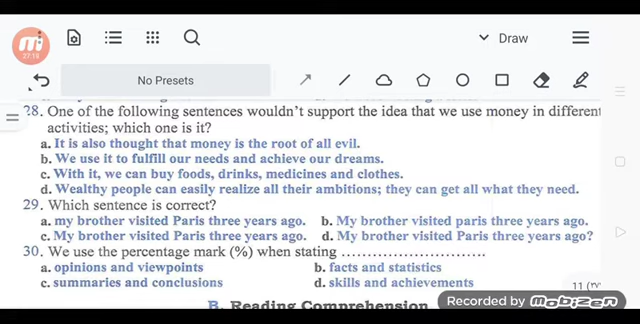 m
27:19
Draw
No Presets
28. One of the following sentences wouldn't support the idea that we use money in different
activities; which one is it?
a. It is also thought that money is the root of all evil.
b. We use it to fulfill our needs and achieve our dreams.
c. With it, we can buy foods, drinks, medicines and clothes.
d. Wealthy people can easily realize all their ambitions; they can get all what they need.
29. Which sentence is correct?
a. my brother visited Paris three years ago. b. My brother visited paris three years ago.
c. My brother visited Paris three years ago. d. My brother visited Paris three years ago?
30. We use the percentage mark (%) when stating ..............................
a. opinions and viewpoints b. facts and statistics
c. summaries and conclusions d. skills and achievements
11
B. Reading Comprehension
Recorded by Mobizen